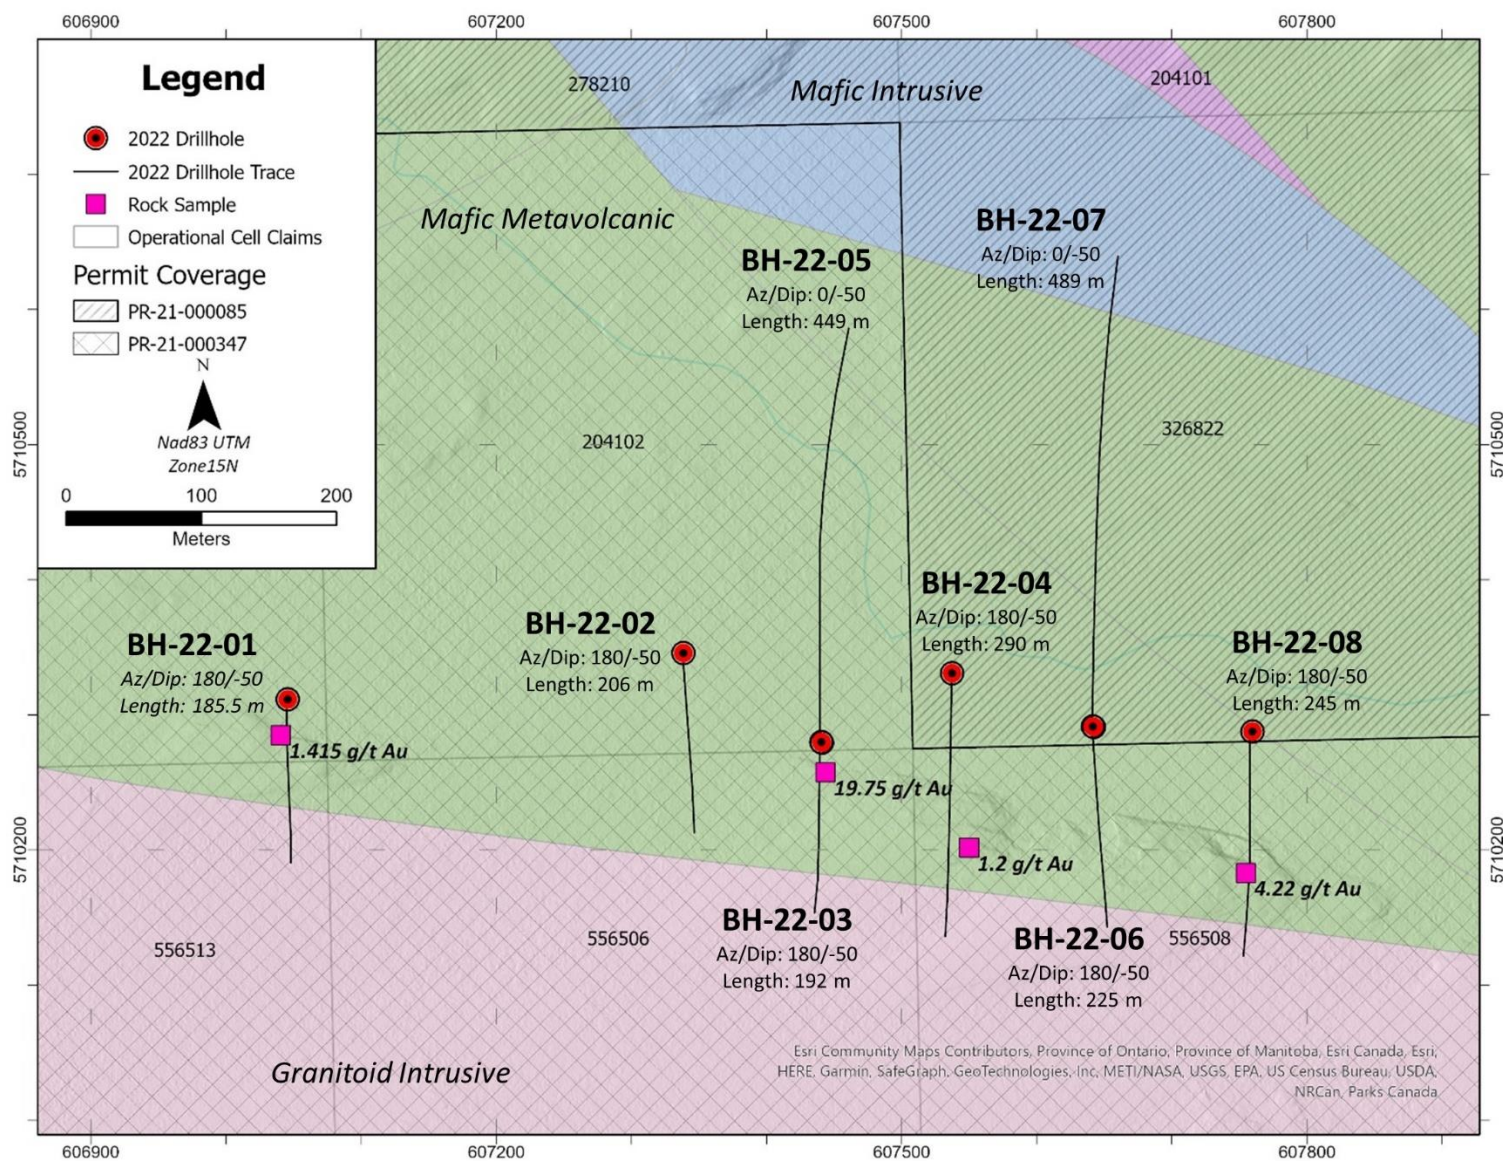 606900
607200
607500
607800
Legend
2022 Drillhole
2022 Drillhole Trace
Rock Sample
Operational Cell Claims
Permit Coverage
PR-21-000085
PR-21-000347
N
Nad83 UTM
Zone15N
0 100 200
Meters
278210
Mafic Intrusive
204101
Mafic Metavolcanic
BH-22-05
Az/Dip: 0/-50
Length: 449 m
BH-22-07
Az/Dip: 0/-50
Length: 489 m
5710500
204102
326822
5710500
BH-22-01
Az/Dip: 180/-50
Length: 185.5 m
1.415 g/t Au
BH-22-02
Az/Dip: 180/-50
Length: 206 m
BH-22-04
Az/Dip: 180/-50
Length: 290 m
BH-22-08
Az/Dip: 180/-50
Length: 245 m
19.75 g/t Au
1.2 g/t Au
4.22 g/t Au
5710200
5710200
556513
556506
BH-22-03
Az/Dip: 180/-50
Length: 192 m
BH-22-06
Az/Dip: 180/-50
Length: 225 m
556508
Granitoid Intrusive
Esri Community Maps Contributors, Province of Ontario, Province of Manitoba, Esri Canada, Esri,
HERE, Garmin, SafeGraph, GeoTechnologies, Inc, METI/NASA, USGS, EPA, US Census Bureau, USDA,
NRCan, Parks Canada
606900
607200
607500
607800